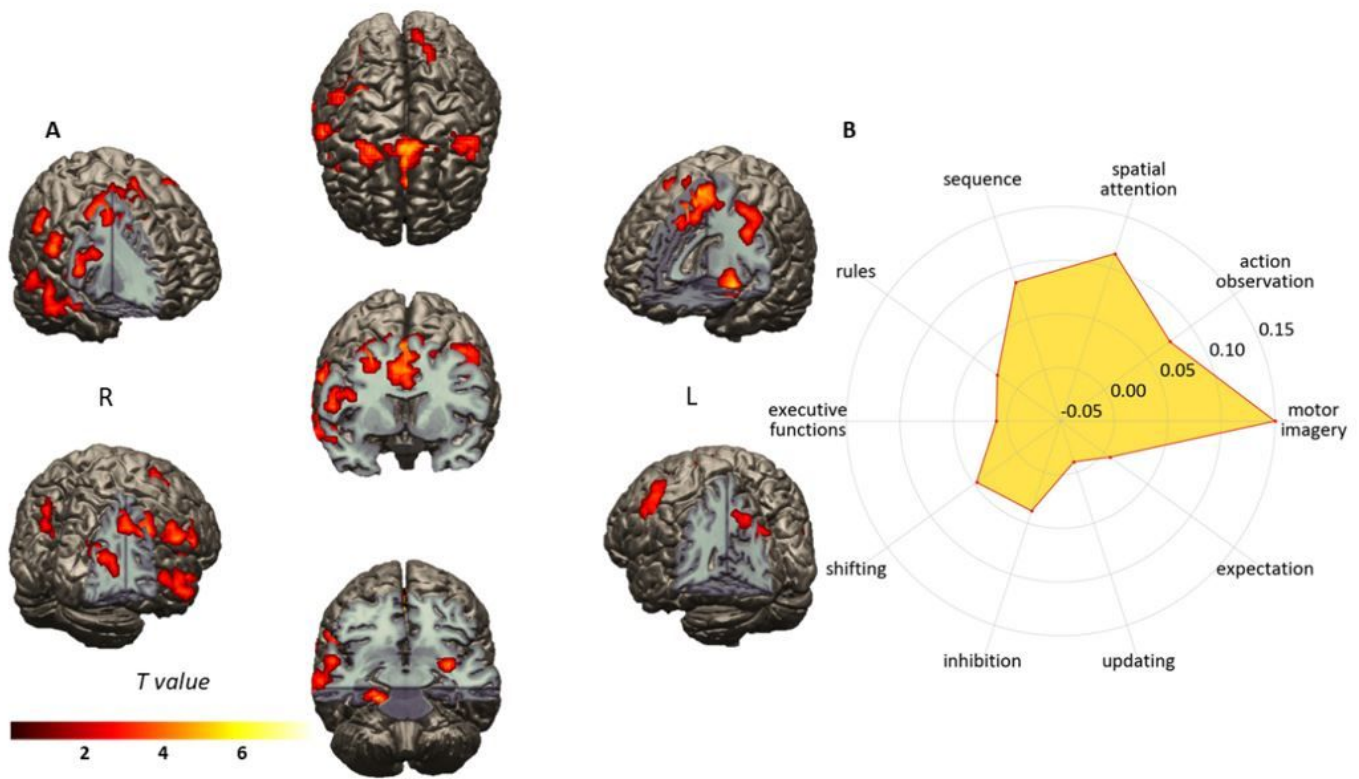 A
B
sequence
spatial
attention
rules
action
observation
0.15
0.10
0.05
0.00
-0.05
R
L
executive
functions
motor
imagery
shifting
expectation
inhibition
updating
T value
2 4 6